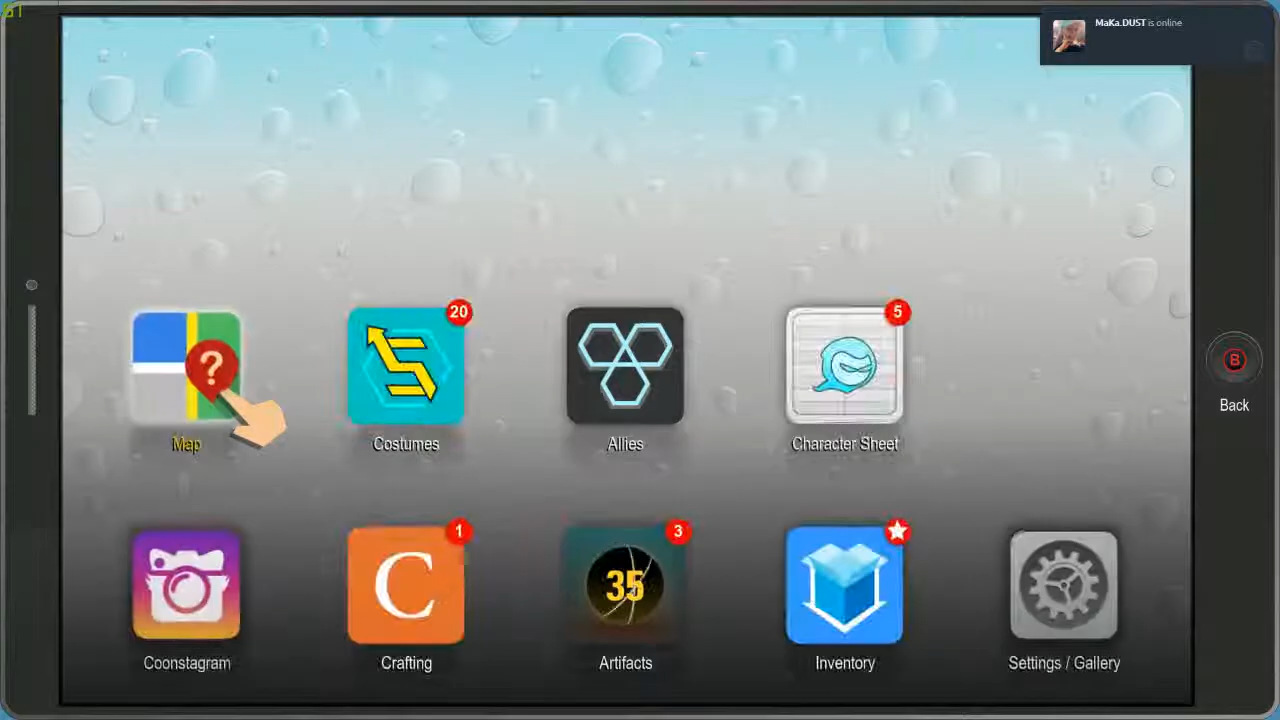 61
MaKa.DUST is online
?
20
5
Map
Costumes
Allies
Character Sheet
B
Back
1
3
C
35
Coonstagram
Crafting
Artifacts
Inventory
Settings / Gallery